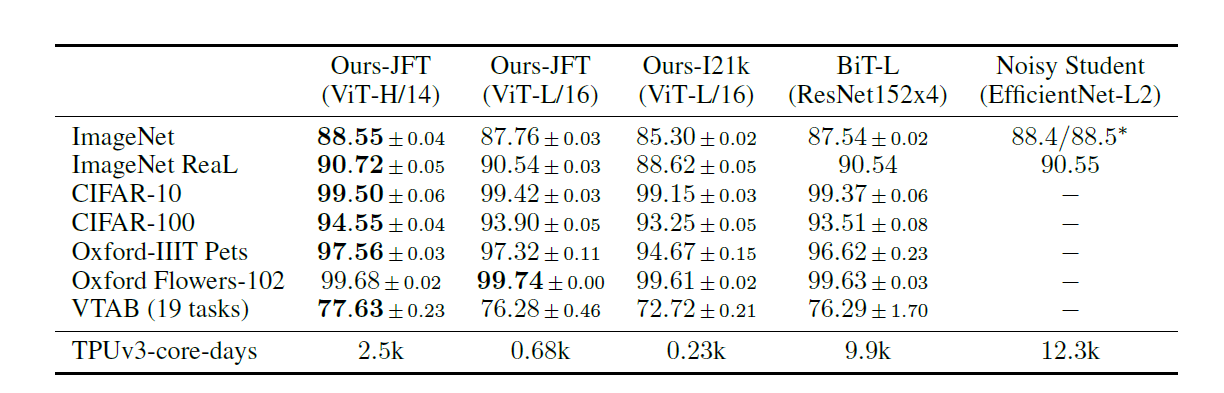 Ours-JFT Ours-JFT Ours-I21k BiT-L Noisy Student
(ViT-H/14) (ViT-L/16) (ViT-L/16) (ResNet152x4) (EfficientNet-L2)
ImageNet 88.55 ± 0.04 87.76 ± 0.03 85.30 ± 0.02 87.54 ± 0.02 88.4/88.5*
ImageNet ReaL 90.72 ± 0.05 90.54 ± 0.03 88.62 ± 0.05 90.54 90.55
CIFAR-10 99.50 ± 0.06 99.42 ± 0.03 99.15 ± 0.03 99.37 ± 0.06 –
CIFAR-100 94.55 ± 0.04 93.90 ± 0.05 93.25 ± 0.05 93.51 ± 0.08 –
Oxford-IIIT Pets 97.56 ± 0.03 97.32 ± 0.11 94.67 ± 0.15 96.62 ± 0.23 –
Oxford Flowers-102 99.68 ± 0.02 99.74 ± 0.00 99.61 ± 0.02 99.63 ± 0.03 –
VTAB (19 tasks) 77.63 ± 0.23 76.28 ± 0.46 72.72 ± 0.21 76.29 ± 1.70 –
TPUv3-core-days 2.5k 0.68k 0.23k 9.9k 12.3k